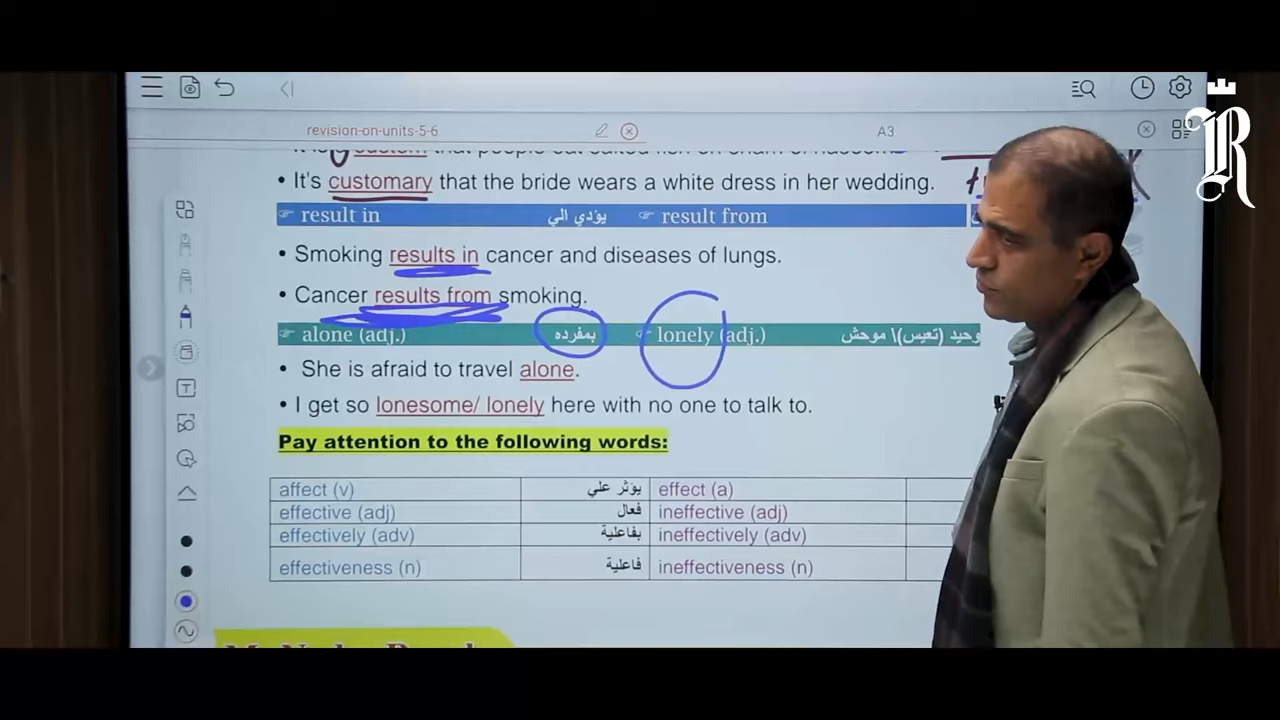 revision-on-units-5-6 A3
• It's customary that the bride wears a white dress in her wedding.
result in يؤدي الي result from
• Smoking results in cancer and diseases of lungs.
• Cancer results from smoking.
alone (adj.) بمفرده lonely (adj.) وحيد (تعيس)\ موحش
• She is afraid to travel alone.
• I get so lonesome/ lonely here with no one to talk to.
Pay attention to the following words:
affect (v) يؤثر علي effect (a)
effective (adj) فعال ineffective (adj)
effectively (adv) بفاعلية ineffectively (adv)
effectiveness (n) فاعلية ineffectiveness (n)
R